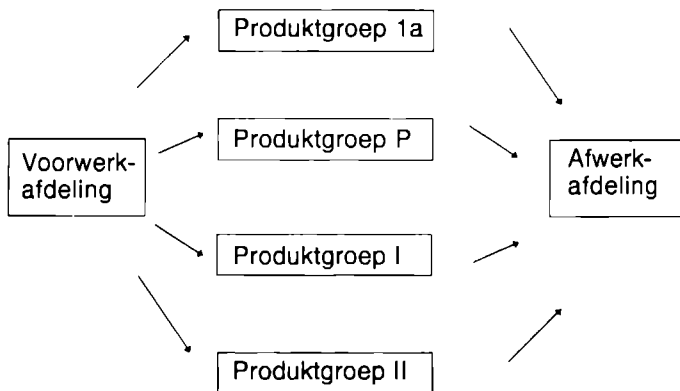 Produktgroep 1a
Produktgroep P
Voorwerk-
afdeling
Afwerk-
afdeling
Produktgroep I
Produktgroep II